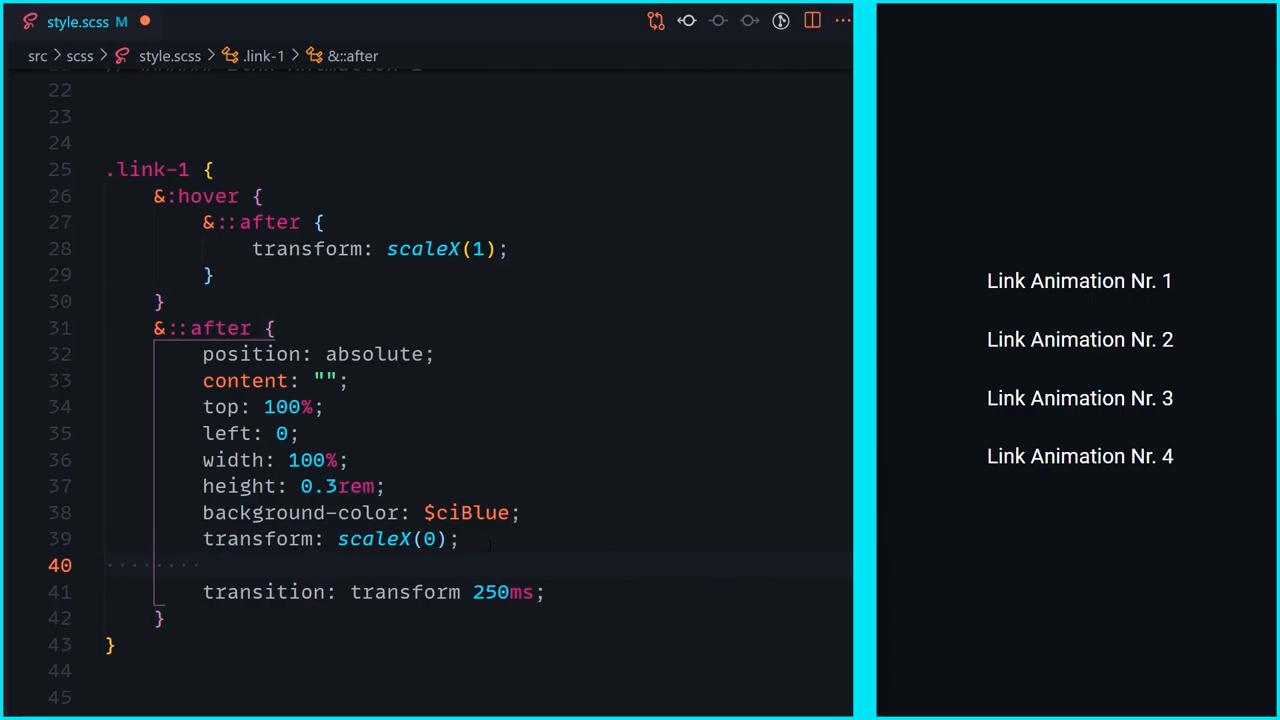 style.scss M
src > scss > style.scss > .link-1 > &::after
22
23
24
25 .link-1 {
26 &:hover {
27 &::after {
28 transform: scaleX(1);
29 }
30 }
31 &::after {
32 position: absolute;
33 content: "";
34 top: 100%;
35 left: 0;
36 width: 100%;
37 height: 0.3rem;
38 background-color: $ciBlue;
39 transform: scaleX(0);
40
41 transition: transform 250ms;
42 }
43 }
44
45
Link Animation Nr. 1
Link Animation Nr. 2
Link Animation Nr. 3
Link Animation Nr. 4